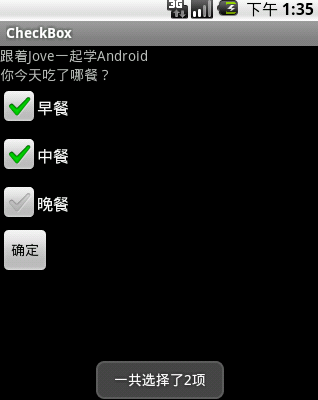 3G 下午 1:35
CheckBox
跟着Jove一起学Android
你今天吃了哪餐？
早餐
中餐
晚餐
确定
一共选择了2项